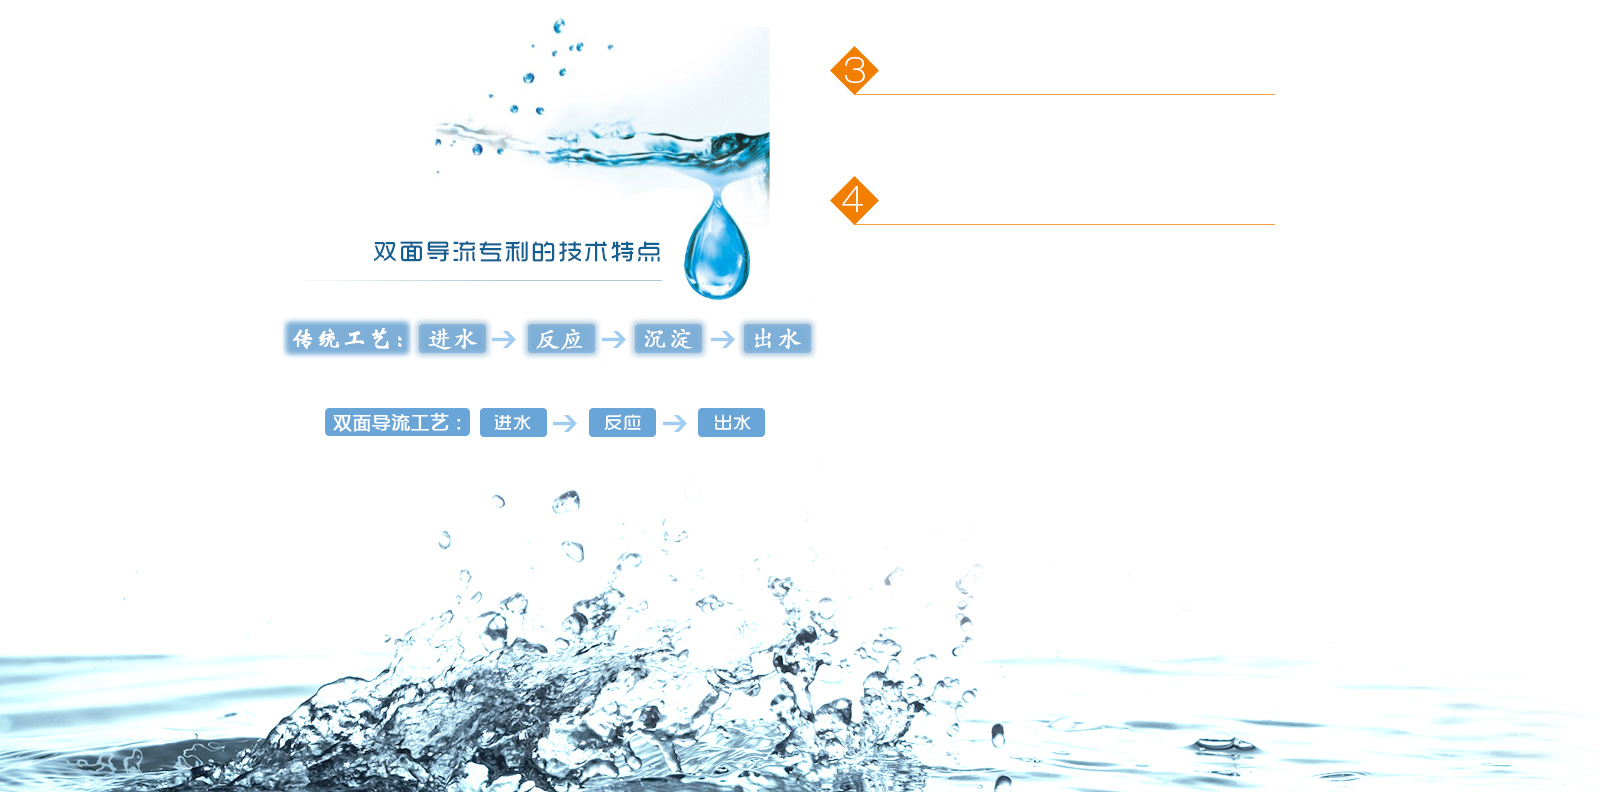 双面导流专利的技术特点
传统工艺: 进水 反应 沉淀 出水
双面导流工艺: 进水 反应 出水
3
4